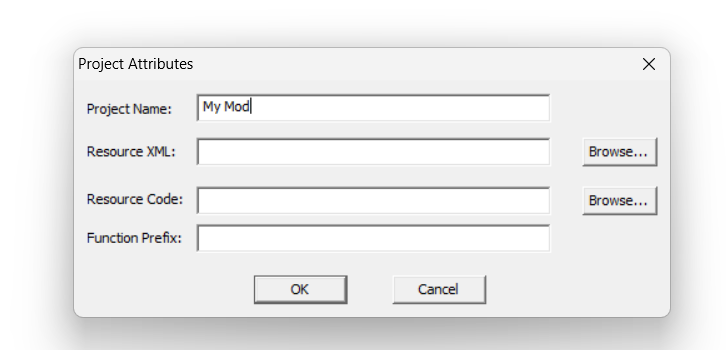 Project Attributes
Project Name: My Mod
Resource XML: Browse...
Resource Code: Browse...
Function Prefix:
OK Cancel